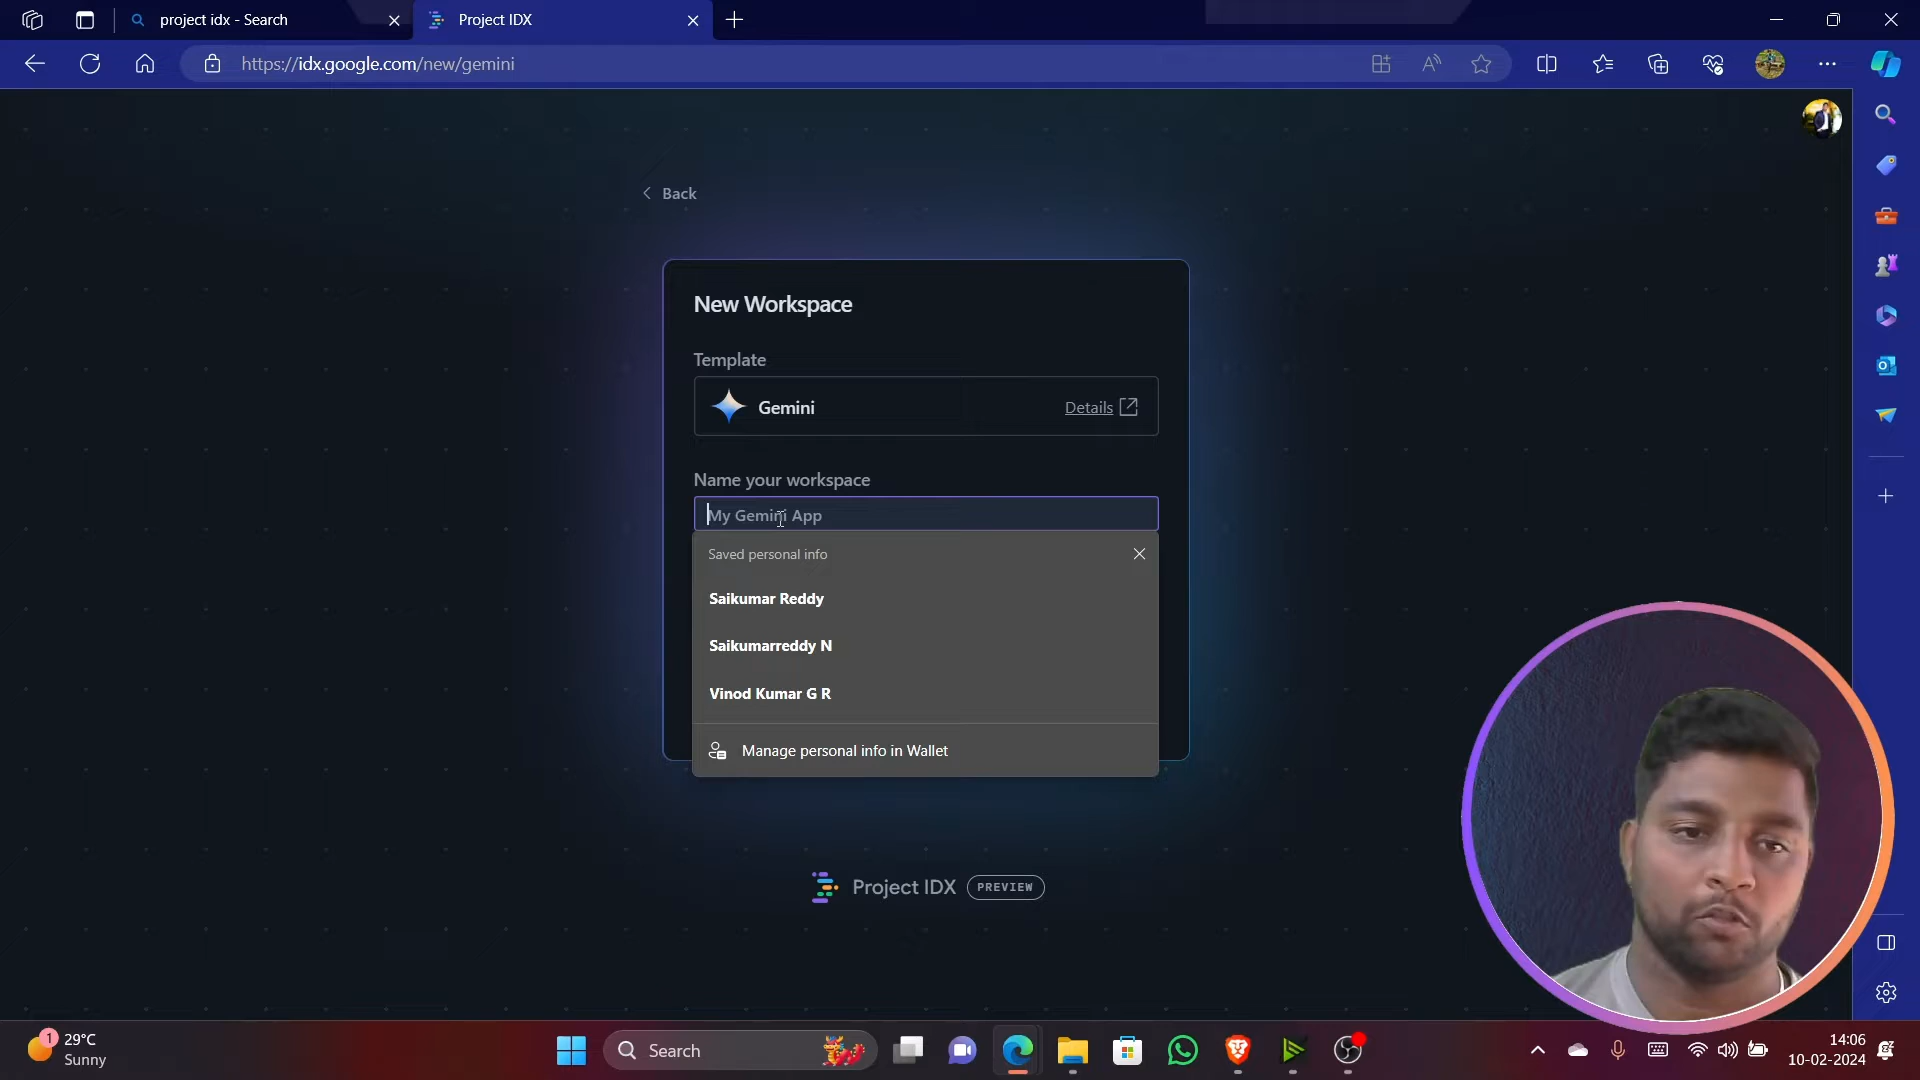 project idx - Search
Project IDX
https://idx.google.com/new/gemini
Back
New Workspace
Template
Gemini
Details
Name your workspace
My Gemini App
Saved personal info
Saikumar Reddy
Saikumarreddy N
Vinod Kumar G R
Manage personal info in Wallet
Project IDX PREVIEW
1
29°C
Sunny
Search
14:06
10-02-2024